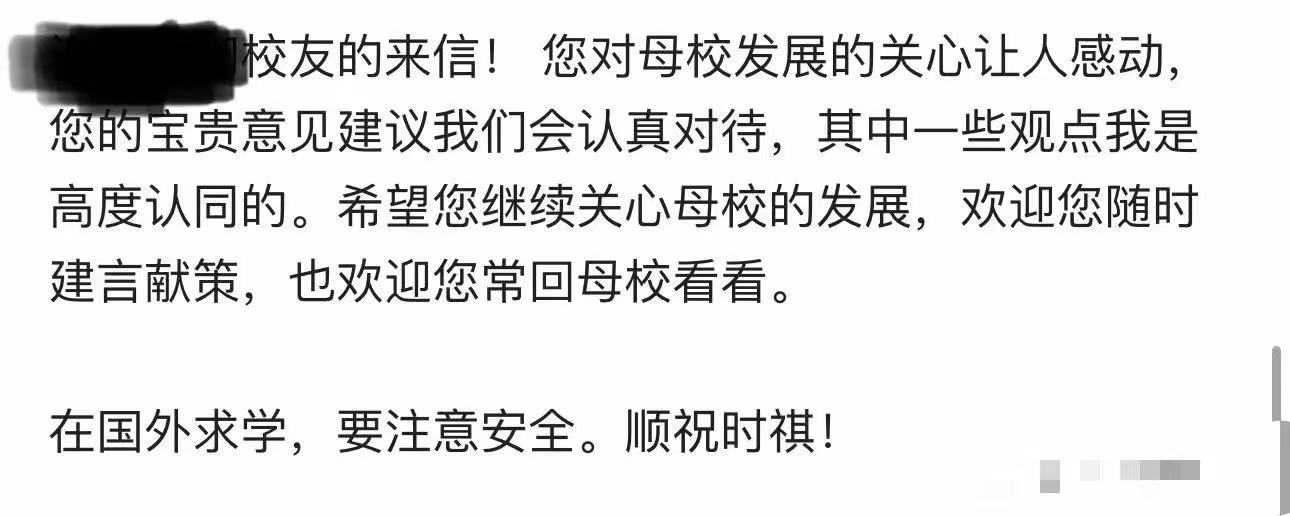 校友的来信！ 您对母校发展的关心让人感动，
您的宝贵意见建议我们会认真对待，其中一些观点我是
高度认同的。希望您继续关心母校的发展，欢迎您随时
建言献策，也欢迎您常回母校看看。
在国外求学，要注意安全。顺祝时祺！